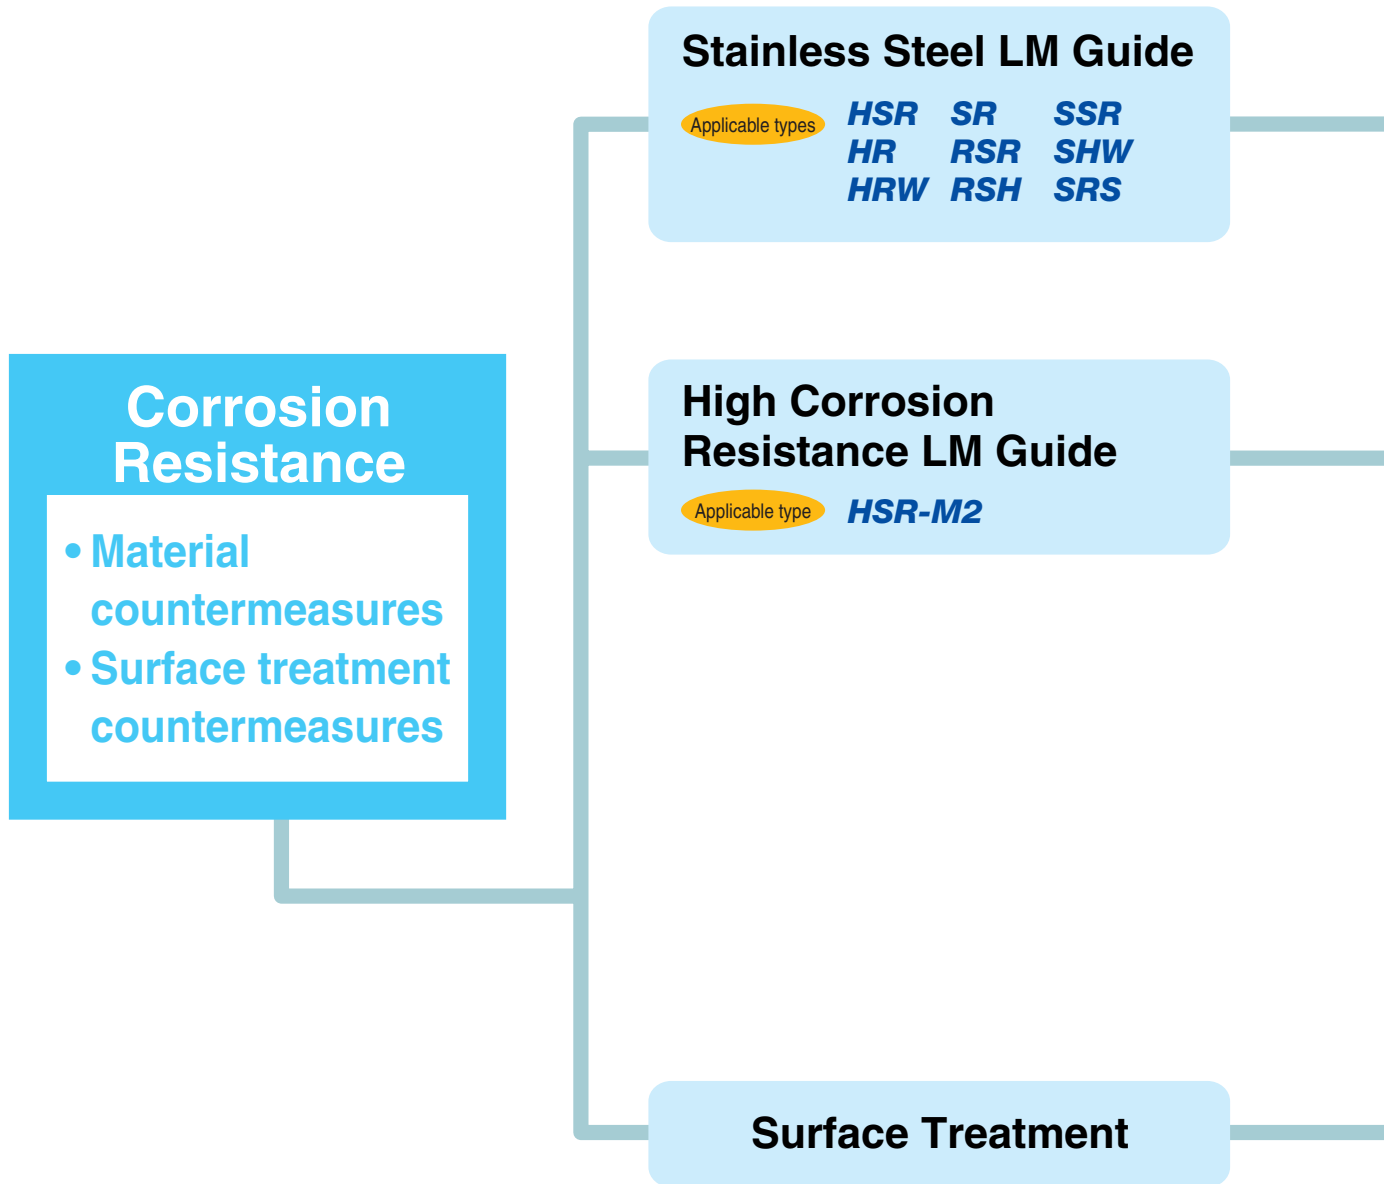 Stainless Steel LM Guide
Applicable types
HSR SR SSR
HR RSR SHW
HRW RSH SRS
Corrosion
Resistance
• Material
countermeasures
• Surface treatment
countermeasures
High Corrosion
Resistance LM Guide
Applicable type HSR-M2
Surface Treatment